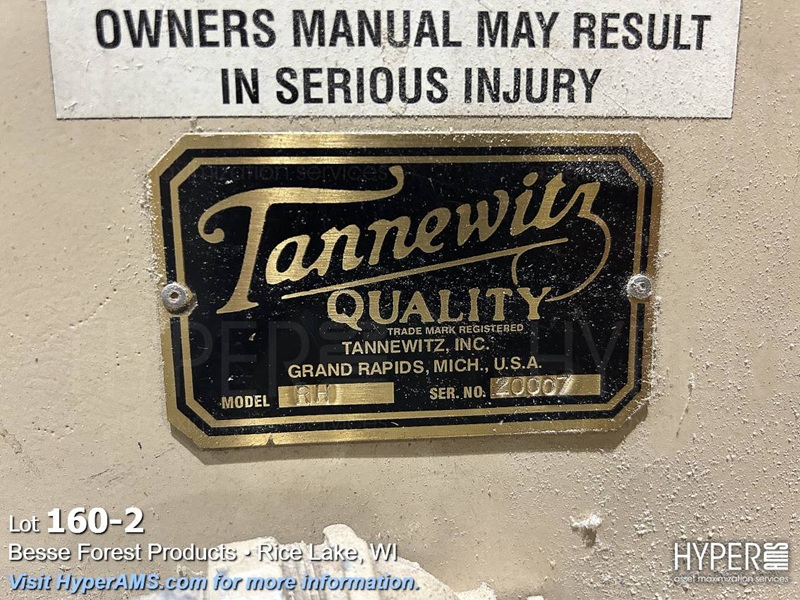 OWNERS MANUAL MAY RESULT
IN SERIOUS INJURY
Tannewitz
QUALITY
TRADE MARK REGISTERED
TANNEWITZ, INC.
GRAND RAPIDS, MICH., U.S.A.
MODEL RH SER. NO. 20007
Lot 160-2
Besse Forest Products • Rice Lake, WI
Visit HyperAMS.com for more information.
HYPER AMS
asset maximization services